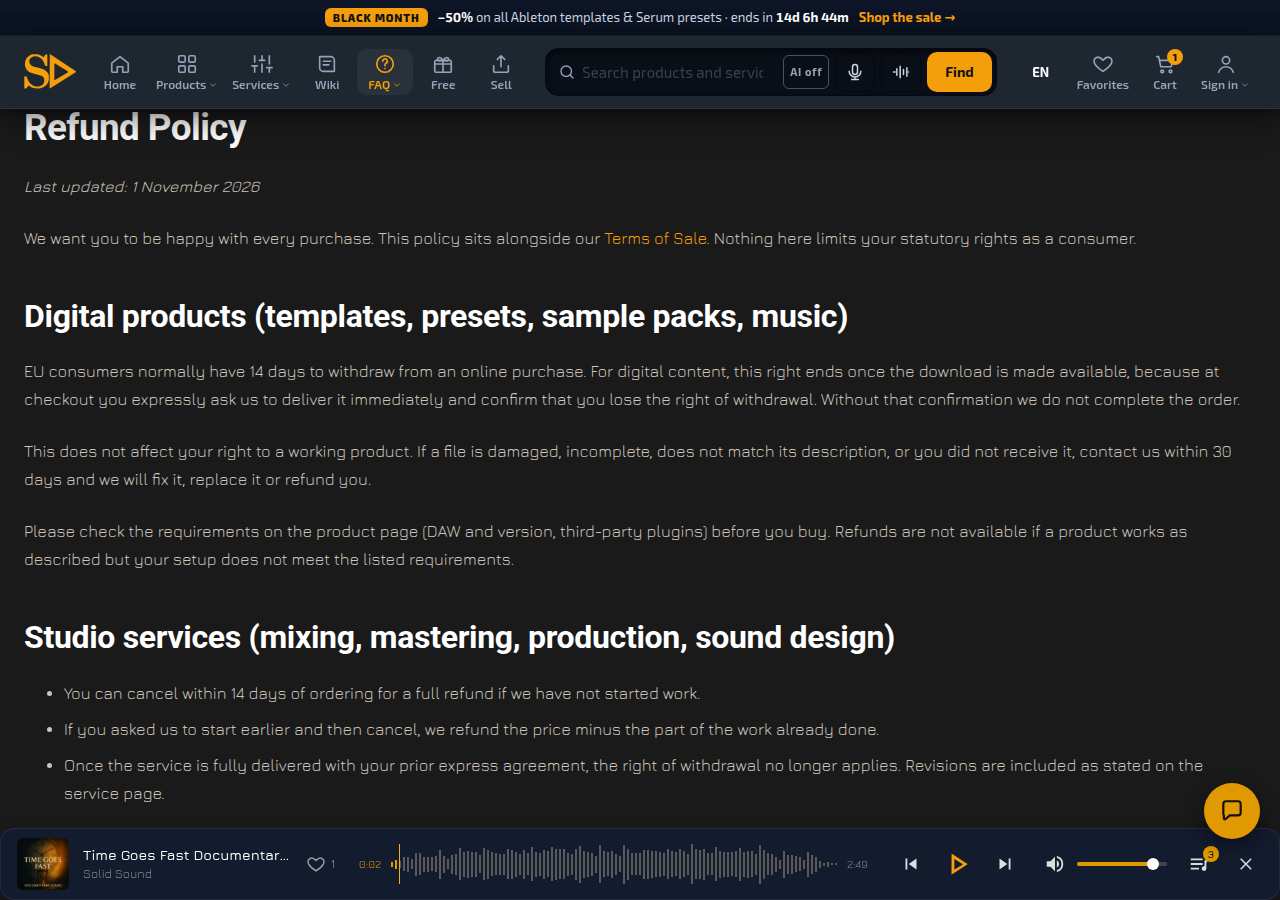 BLACK MONTH −50% on all Ableton templates & Serum presets · ends in 14d 6h 44m Shop the sale →
SD
Home
Products
Services
Wiki
FAQ
Free
Sell
Search products and servic
AI off
Find
EN
Favorites
1
Cart
Sign in
Refund Policy
Last updated: 1 November 2026
We want you to be happy with every purchase. This policy sits alongside our Terms of Sale. Nothing here limits your statutory rights as a consumer.
Digital products (templates, presets, sample packs, music)
EU consumers normally have 14 days to withdraw from an online purchase. For digital content, this right ends once the download is made available, because at
checkout you expressly ask us to deliver it immediately and confirm that you lose the right of withdrawal. Without that confirmation we do not complete the order.
This does not affect your right to a working product. If a file is damaged, incomplete, does not match its description, or you did not receive it, contact us within 30
days and we will fix it, replace it or refund you.
Please check the requirements on the product page (DAW and version, third-party plugins) before you buy. Refunds are not available if a product works as
described but your setup does not meet the listed requirements.
Studio services (mixing, mastering, production, sound design)
• You can cancel within 14 days of ordering for a full refund if we have not started work.
• If you asked us to start earlier and then cancel, we refund the price minus the part of the work already done.
• Once the service is fully delivered with your prior express agreement, the right of withdrawal no longer applies. Revisions are included as stated on the
service page.
TIME GOES
FAST
Time Goes Fast Documentar...
Solid Sound
1
0:02
2:49
3